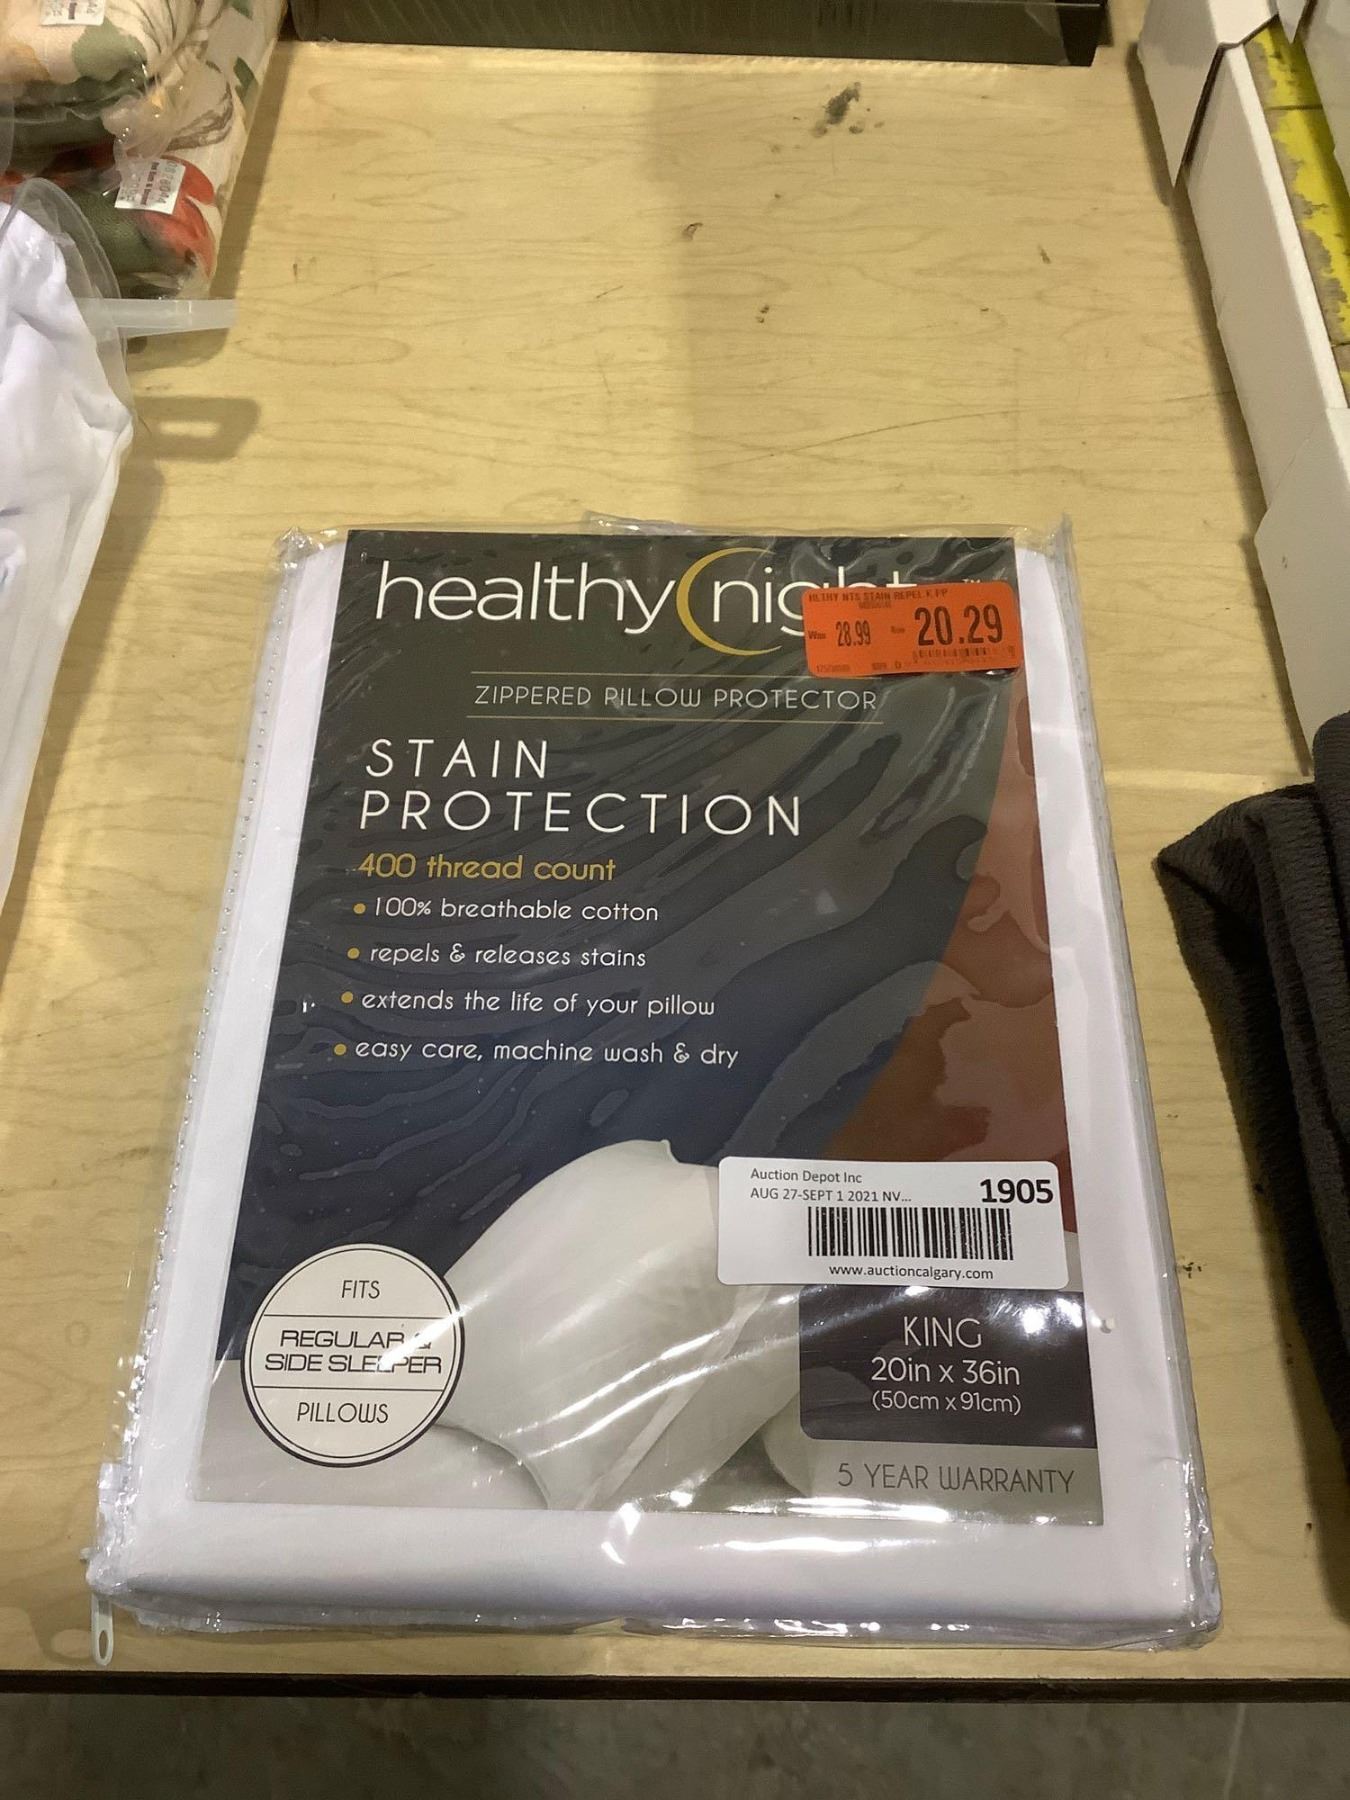 healthy night
HLTHY NTS STAIN REPEL K PP
Was 28.99 Now 20.29
ZIPPERED PILLOW PROTECTOR
STAIN
PROTECTION
400 thread count
• 100% breathable cotton
• repels & releases stains
• extends the life of your pillow
• easy care, machine wash & dry
Auction Depot Inc
AUG 27-SEPT 1 2021 NV...
1905
www.auctioncalgary.com
FITS
REGULAR &
SIDE SLEEPER
PILLOWS
KING
20in x 36in
(50cm x 91cm)
5 YEAR WARRANTY